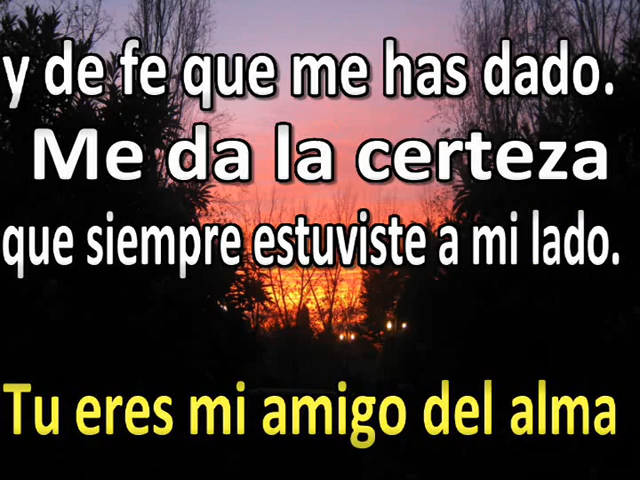 y de fe que me has dado.
Me da la certeza
que siempre estuviste a mi lado.
Tu eres mi amigo del alma